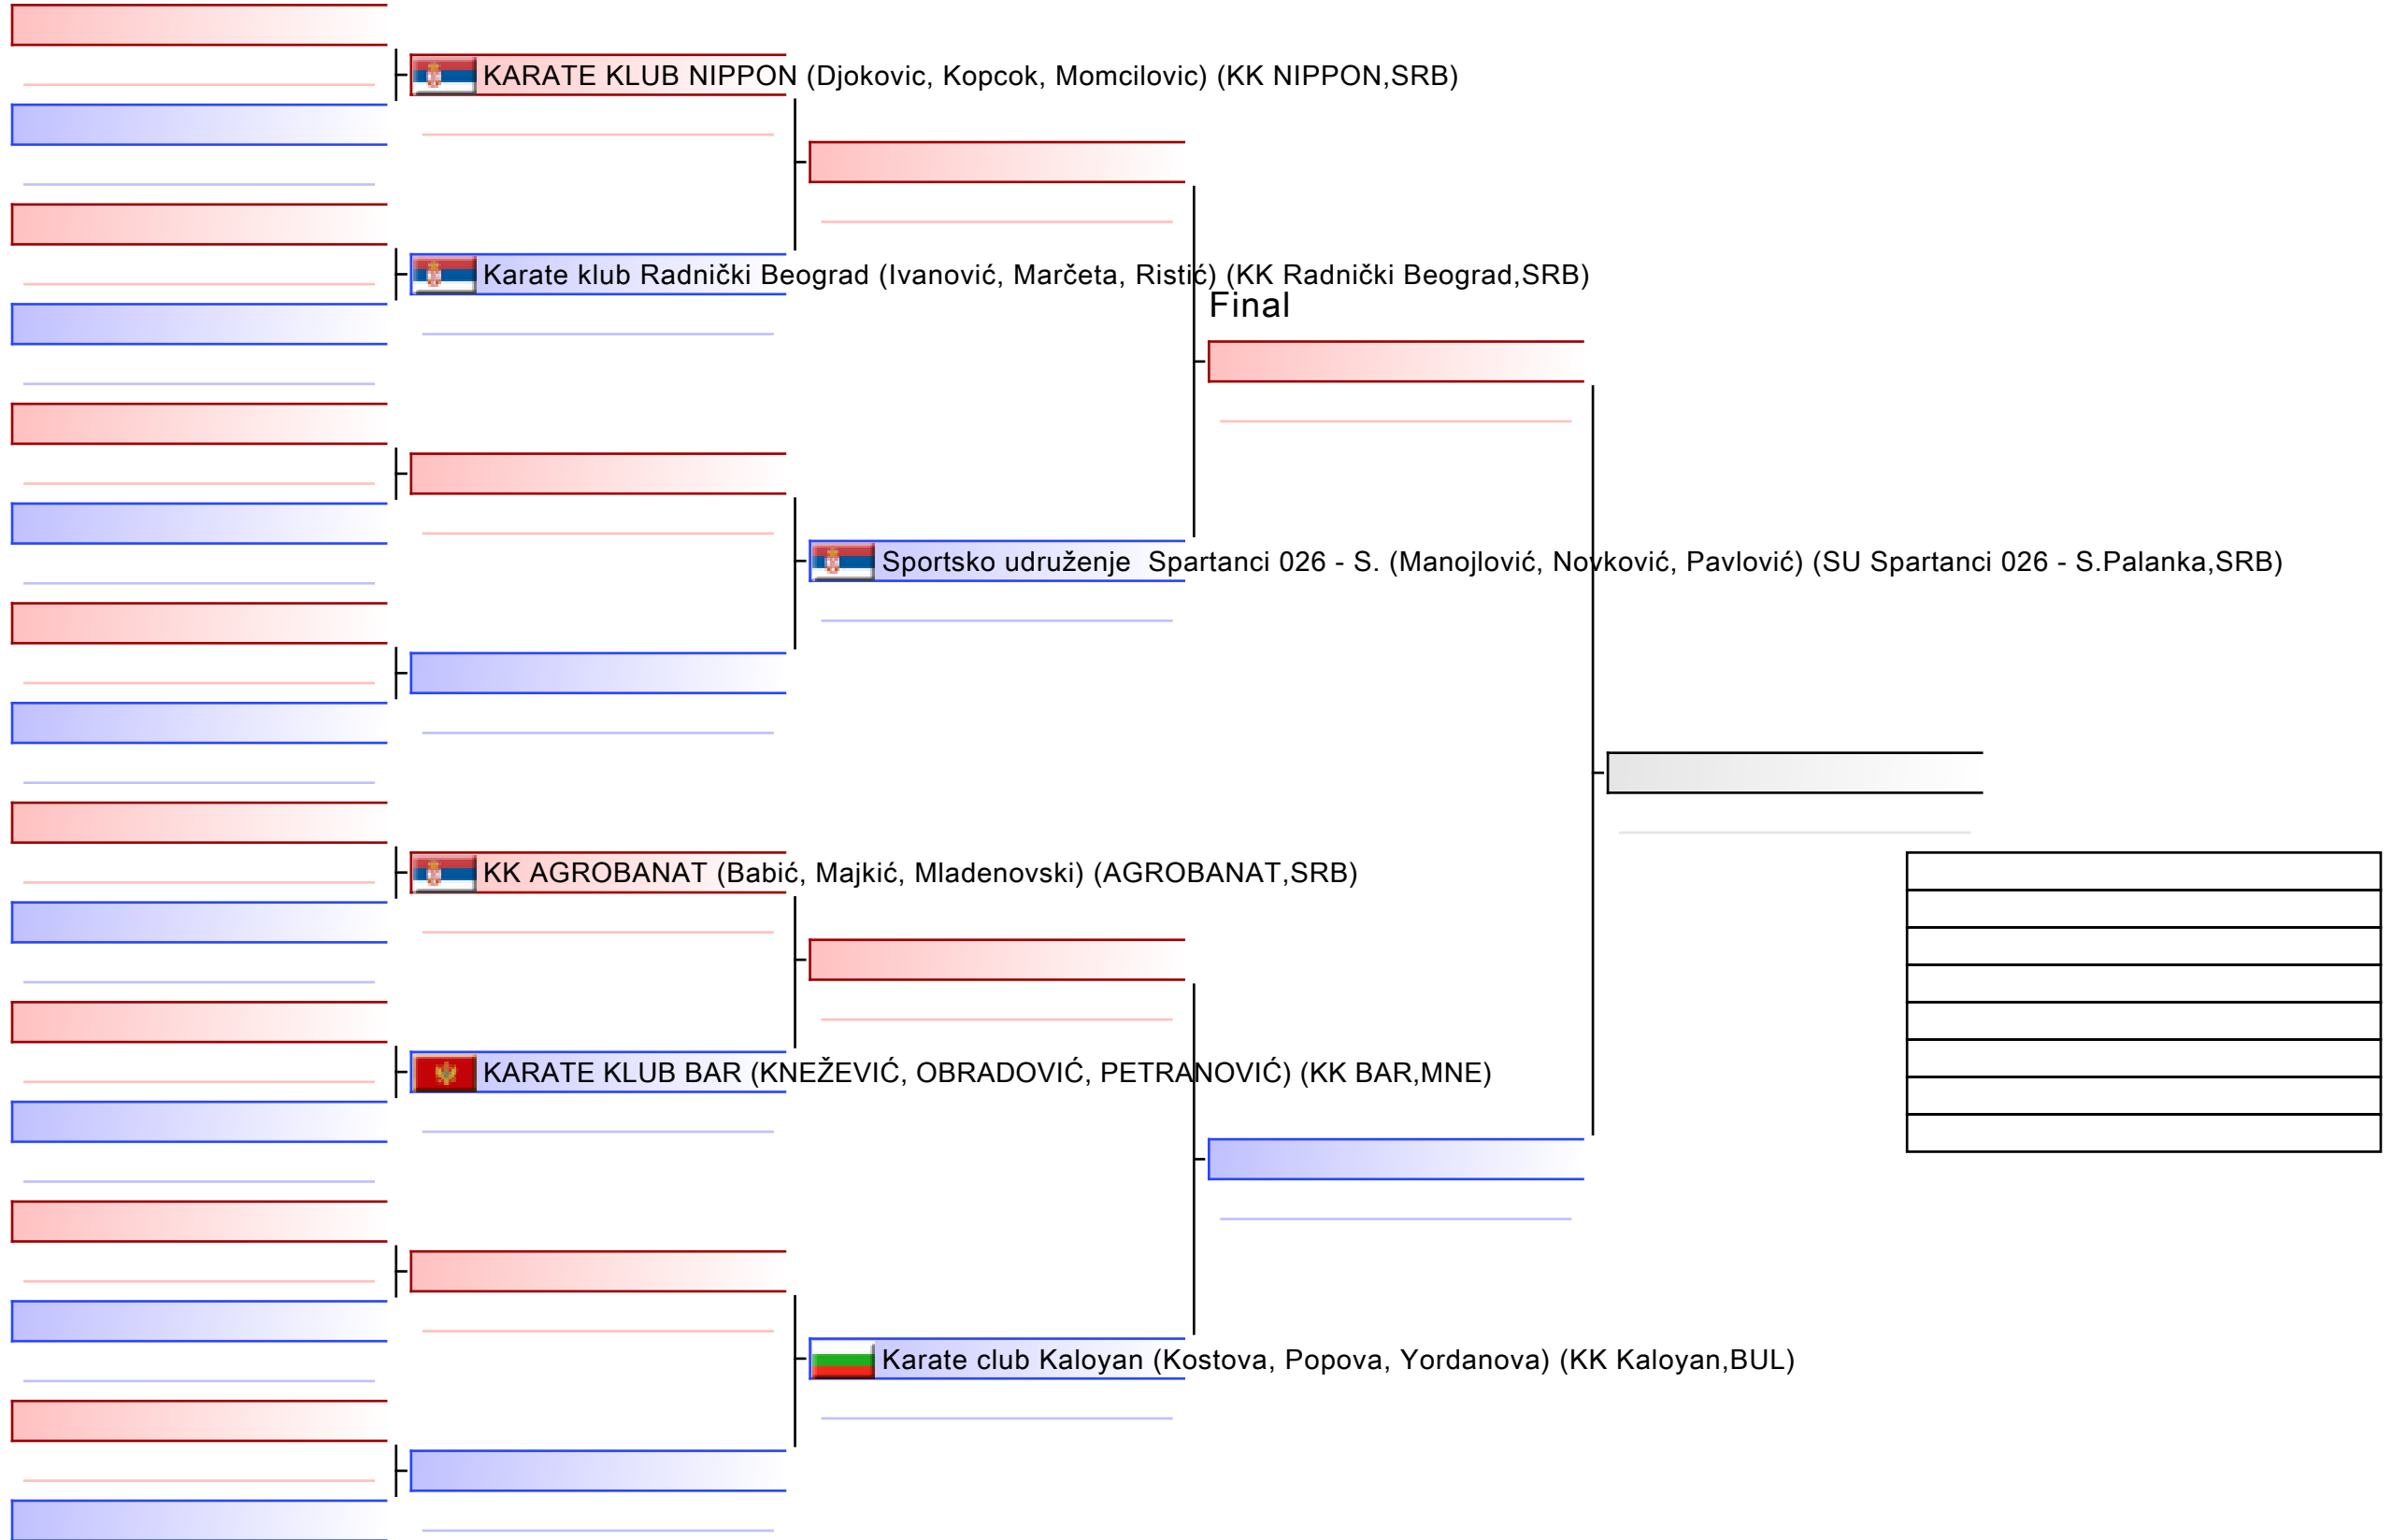 KARATE KLUB NIPPON (Djokovic, Kopcok, Momcilovic) (KK NIPPON,SRB)
Karate klub Radnički Beograd (Ivanović, Marčeta, Ristić) (KK Radnički Beograd,SRB)
Final
Sportsko udruženje  Spartanci 026 - S. (Manojlović, Novković, Pavlović) (SU Spartanci 026 - S.Palanka,SRB)
KK AGROBANAT (Babić, Majkić, Mladenovski) (AGROBANAT,SRB)
KARATE KLUB BAR (KNEŽEVIĆ, OBRADOVIĆ, PETRANOVIĆ) (KK BAR,MNE)
Karate club Kaloyan (Kostova, Popova, Yordanova) (KK Kaloyan,BUL)